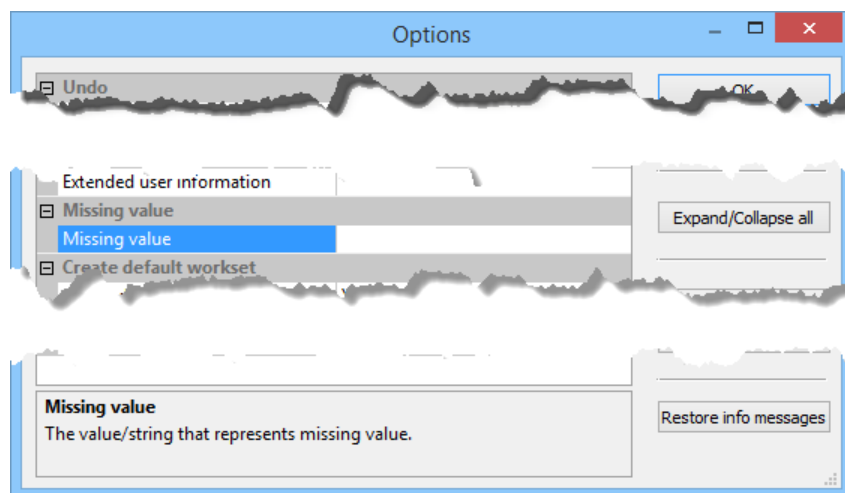 Options
Undo
OK
Extended user information
Missing value
Expand/Collapse all
Missing value
Create default workset
Missing value
The value/string that represents missing value.
Restore info messages